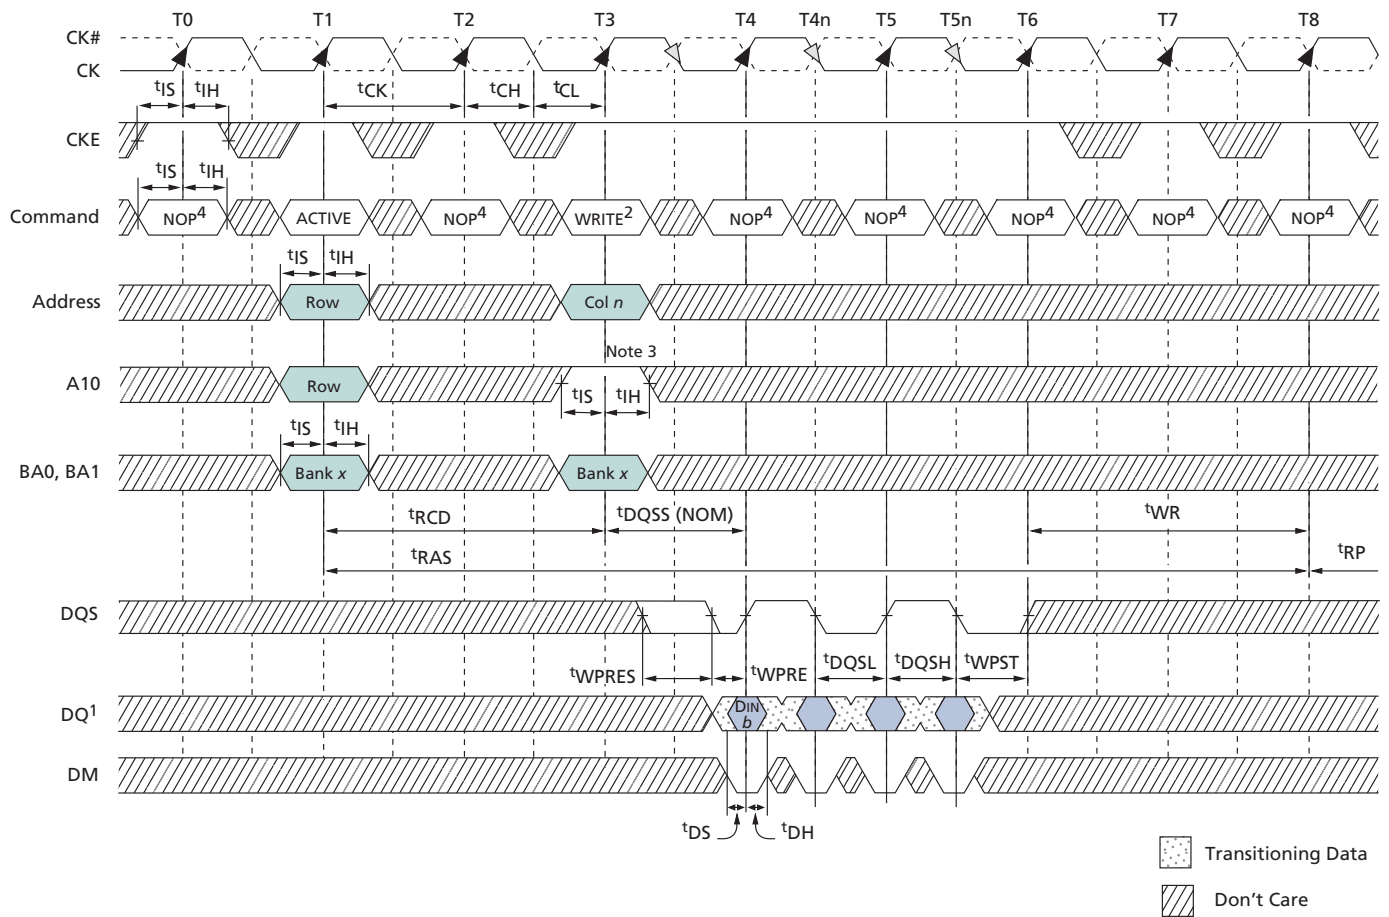 T0 T1 T2 T3 T4 T4n T5 T5n T6 T7 T8
CK#
CK
tIS tIH tCK tCH tCL
CKE
tIS tIH
Command NOP4 ACTIVE NOP4 WRITE2 NOP4 NOP4 NOP4 NOP4 NOP4
tIS tIH
Address Row Col n
Note 3
A10 Row
tIS tIH
tIS tIH
BA0, BA1 Bank x Bank x
tRCD tDQSS (NOM) tWR
tRAS tRP
DQS
tWPRES tWPRE tDQSL tDQSH tWPST
DQ1 DIN
b
DM
tDS tDH
Transitioning Data
Don't Care